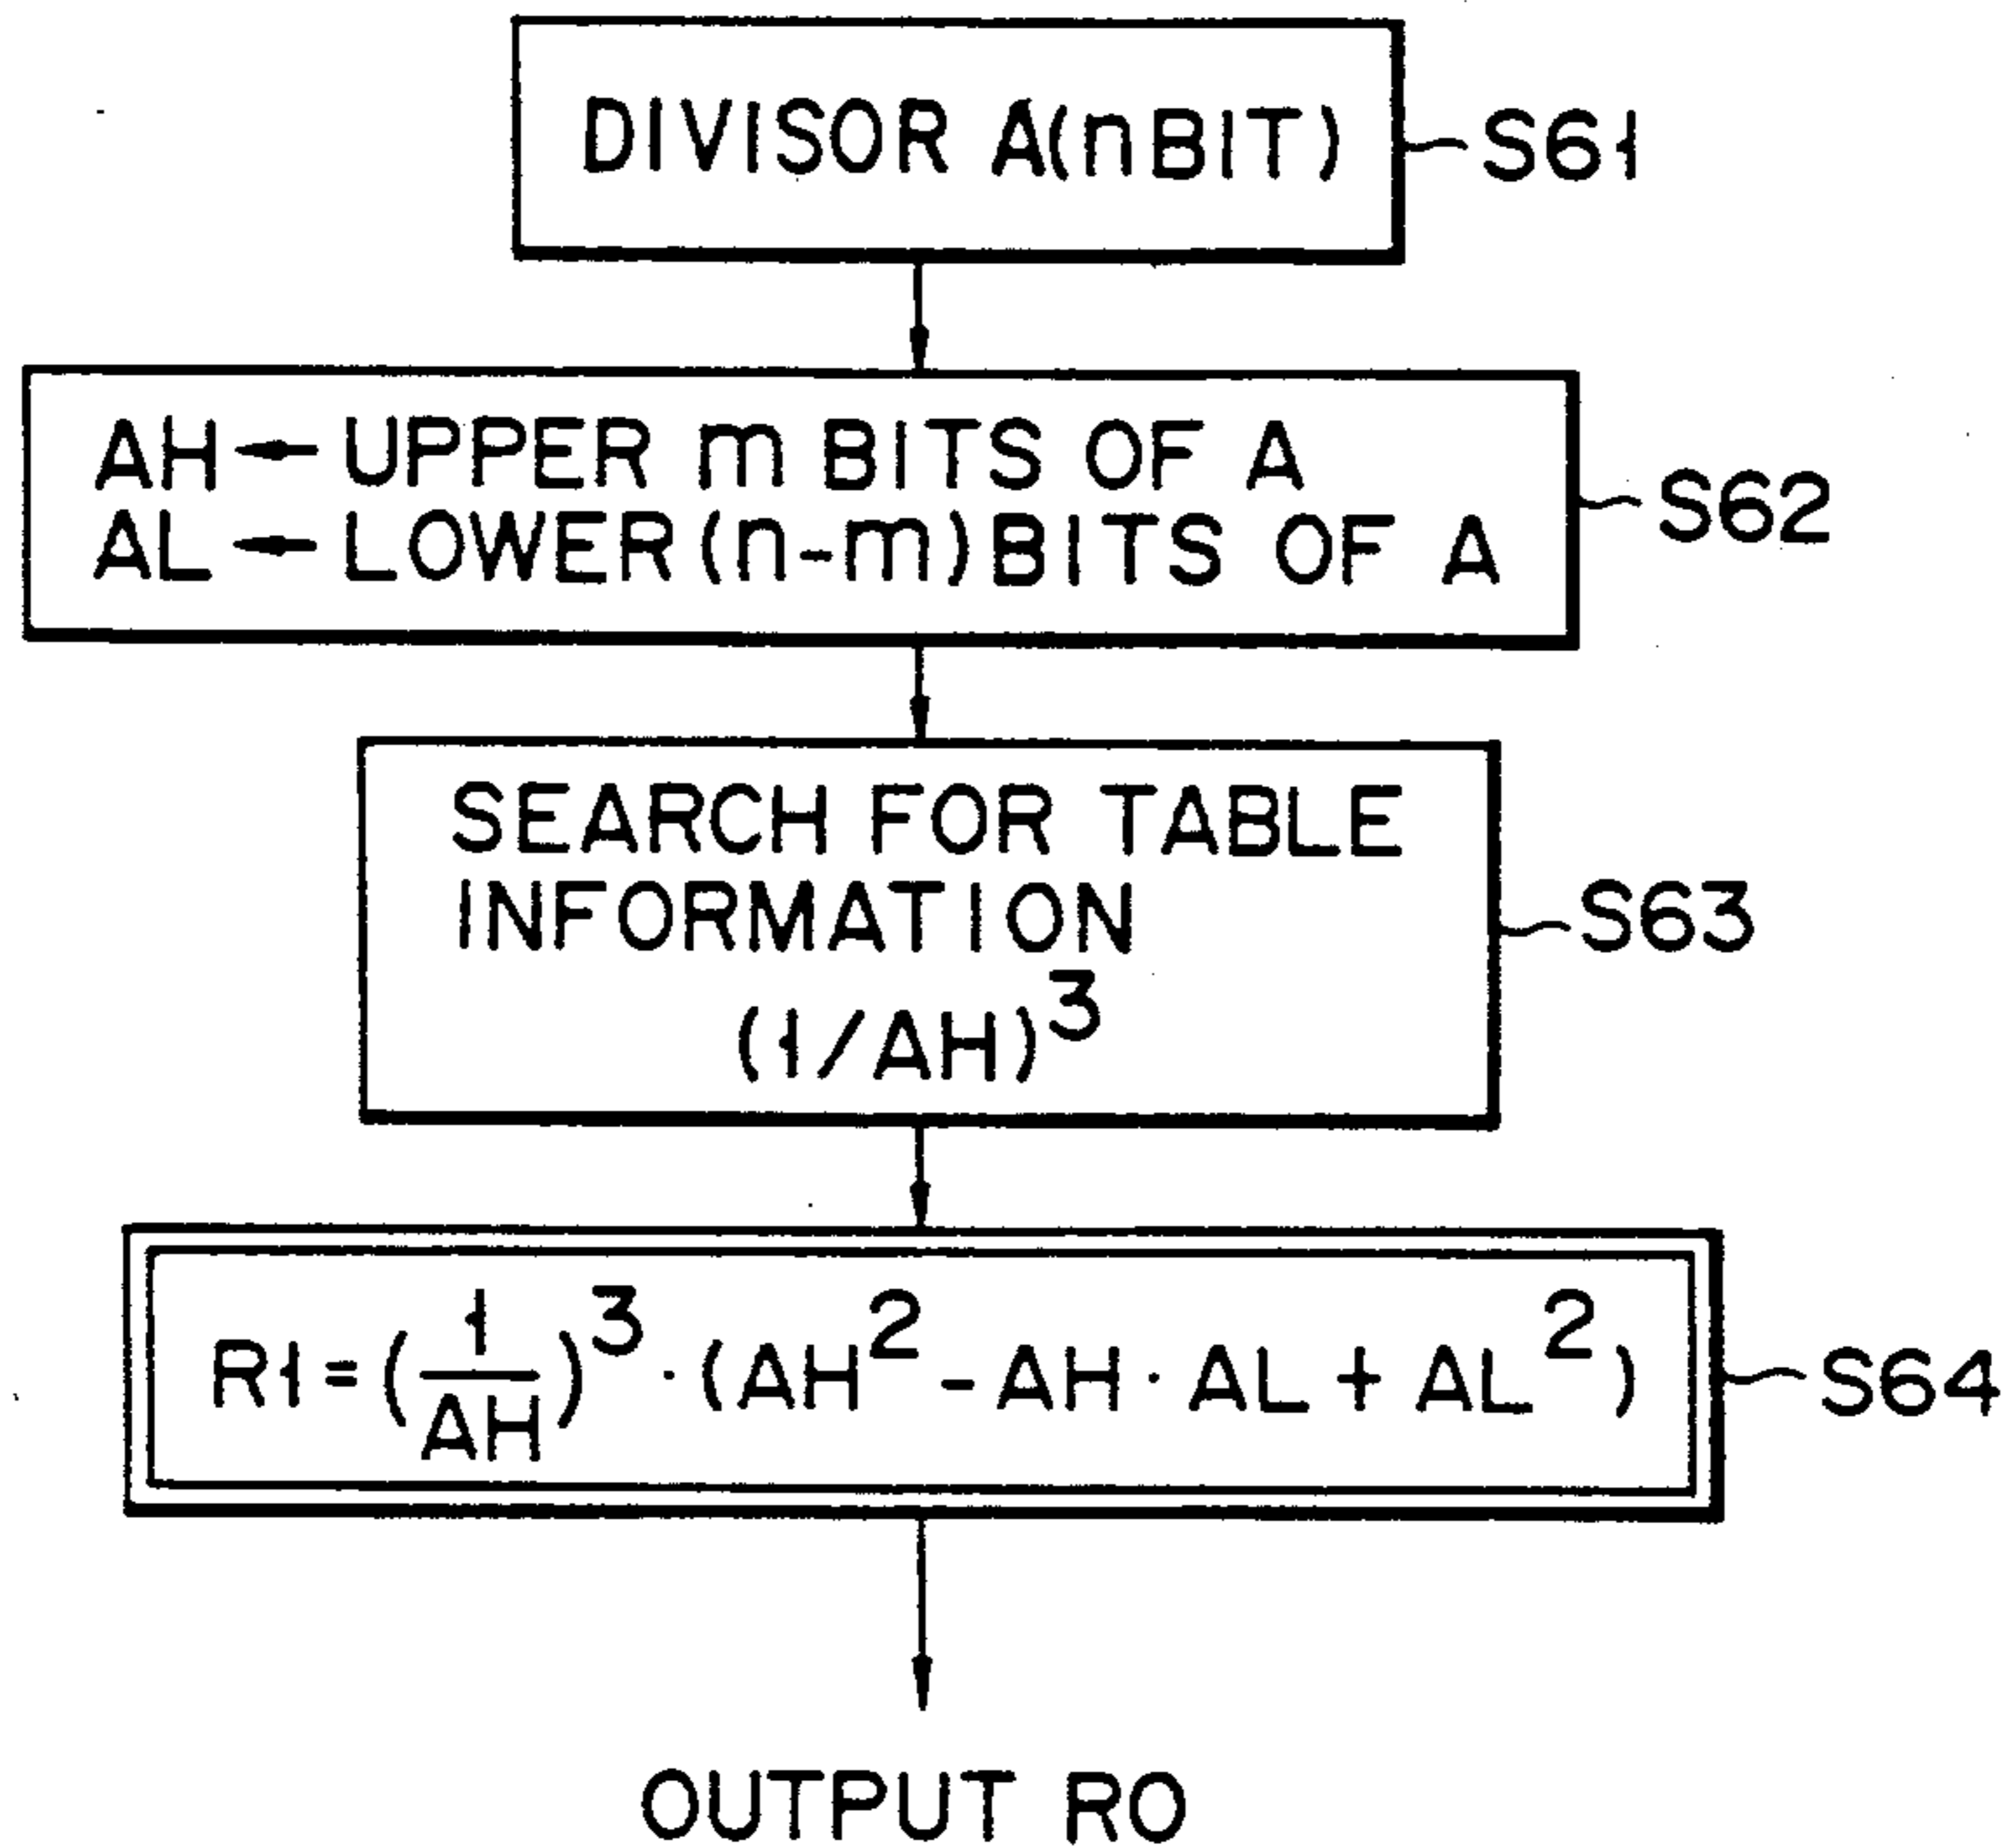 DIVISOR A(nBIT)
S61
AH ← UPPER m BITS OF A
AL ← LOWER (n-m) BITS OF A
S62
SEARCH FOR TABLE
INFORMATION
(1/AH)³
S63
R1=(1/AH)³·(AH²-AH·AL+AL²)
S64
OUTPUT RO